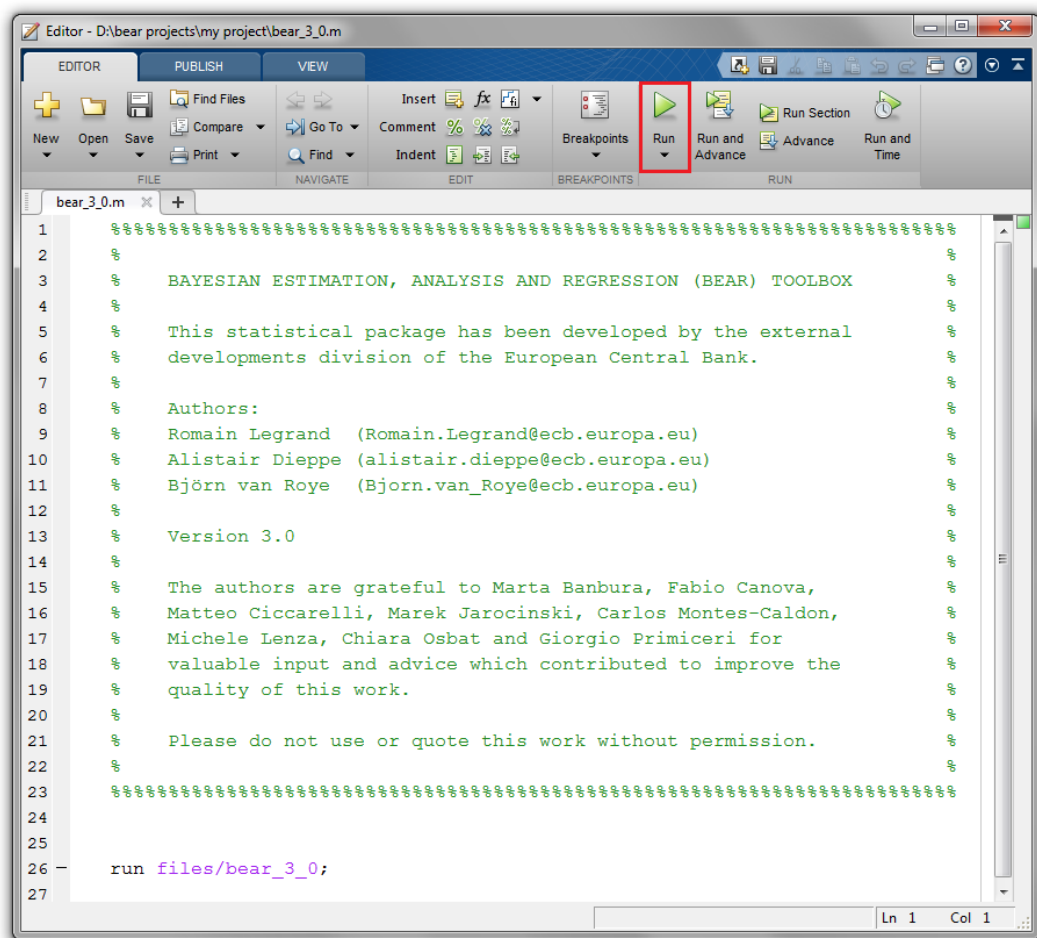 Editor - D:\bear projects\my project\bear_3_0.m
EDITOR PUBLISH VIEW
Find Files Insert fx
New Open Save Compare Go To Comment % Breakpoints Run Run and Advance Run Section Advance Run and Time
Print Find Indent
FILE NAVIGATE EDIT BREAKPOINTS RUN
bear_3_0.m
1 %%%%%%%%%%%%%%%%%%%%%%%%%%%%%%%%%%%%%%%%%%%%%%%%%%%%%%%%%%%%%%%%%%%%%%%%%
2 % %
3 % BAYESIAN ESTIMATION, ANALYSIS AND REGRESSION (BEAR) TOOLBOX %
4 % %
5 % This statistical package has been developed by the external %
6 % developments division of the European Central Bank. %
7 % %
8 % Authors: %
9 % Romain Legrand (Romain.Legrand@ecb.europa.eu) %
10 % Alistair Dieppe (alistair.dieppe@ecb.europa.eu) %
11 % Björn van Roye (Bjorn.van_Roye@ecb.europa.eu) %
12 % %
13 % Version 3.0 %
14 % %
15 % The authors are grateful to Marta Banbura, Fabio Canova, %
16 % Matteo Ciccarelli, Marek Jarocinski, Carlos Montes-Caldon, %
17 % Michele Lenza, Chiara Osbat and Giorgio Primiceri for %
18 % valuable input and advice which contributed to improve the %
19 % quality of this work. %
20 % %
21 % Please do not use or quote this work without permission. %
22 % %
23 %%%%%%%%%%%%%%%%%%%%%%%%%%%%%%%%%%%%%%%%%%%%%%%%%%%%%%%%%%%%%%%%%%%%%%%%%
24
25
26 – run files/bear_3_0;
27
Ln 1 Col 1